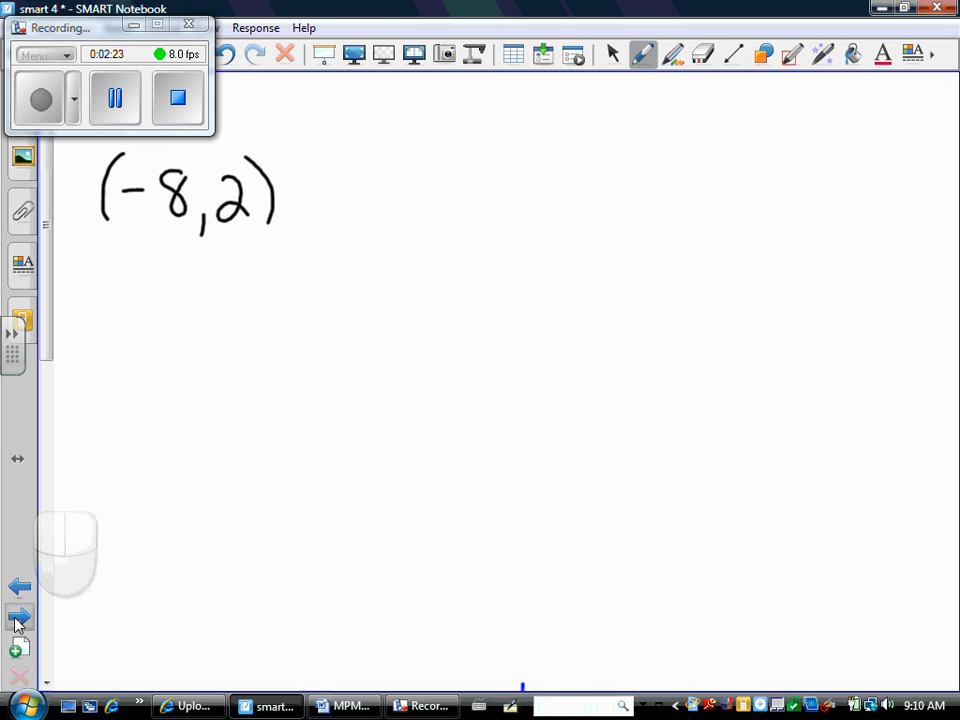 smart 4 * - SMART Notebook
Recording...
Response Help
Menu 0:02:23 8.0 fps
(-8,2)
Uplo... smart... MPM... Recor... 9:10 AM